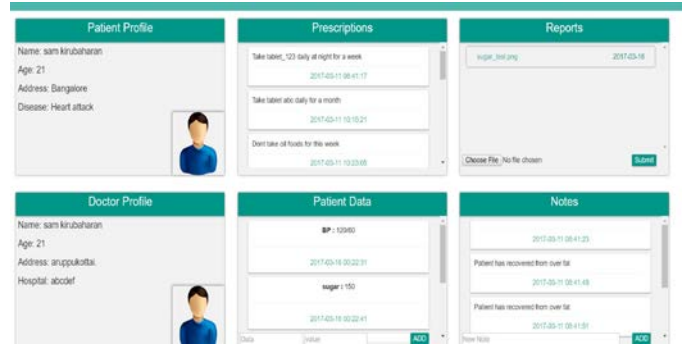 Patient Profile
Name: sam kirubaharan
Age: 21
Address: Bangalore
Disease: Heart attack
Prescriptions
Take tablet_123 daily at night for a week
2017-03-11 06:41:17
Take tablet abc daily for a month
2017-03-11 13:15:21
Dont take oil foods for this week
2017-03-11 13:23:65
Reports
sugar_test.png 2017-03-16
Choose File No file chosen
Submit
Doctor Profile
Name: sam kirubaharan
Age: 21
Address: aruppukottai.
Hospital: abcdef
Patient Data
BP : 120/80
2017-03-16 00:22:31
sugar : 150
2017-03-16 00:22:41
Data value ADD
Notes
2017-03-11 06:41:23
Patient has recovered from over fat
2017-03-11 06:41:49
Patient has recovered from over fat
2017-03-11 06:41:51
New Note ADD